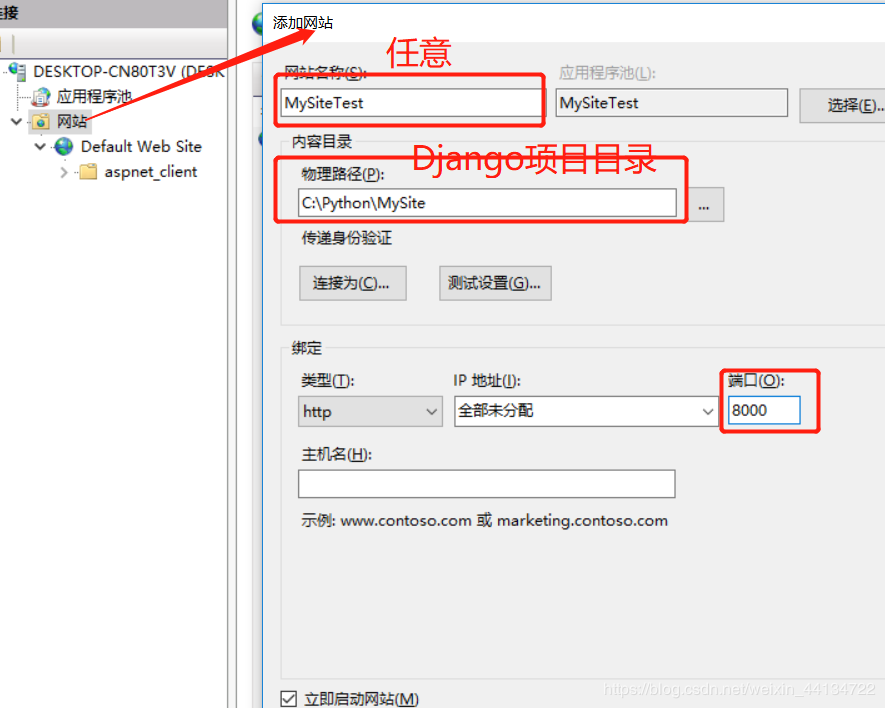 连接
添加网站
任意
DESKTOP-CN80T3V (DESK
应用程序池
网站
Default Web Site
aspnet_client
网站名称(S):
应用程序池(L):
MySiteTest
MySiteTest
选择(E)...
内容目录
Django项目目录
物理路径(P):
C:\Python\MySite
...
传递身份验证
连接为(C)...
测试设置(G)...
绑定
类型(T):
IP 地址(I):
端口(O):
http
全部未分配
8000
主机名(H):
示例: www.contoso.com 或 marketing.contoso.com
立即启动网站(M)
https://blog.csdn.net/weixin_44134722